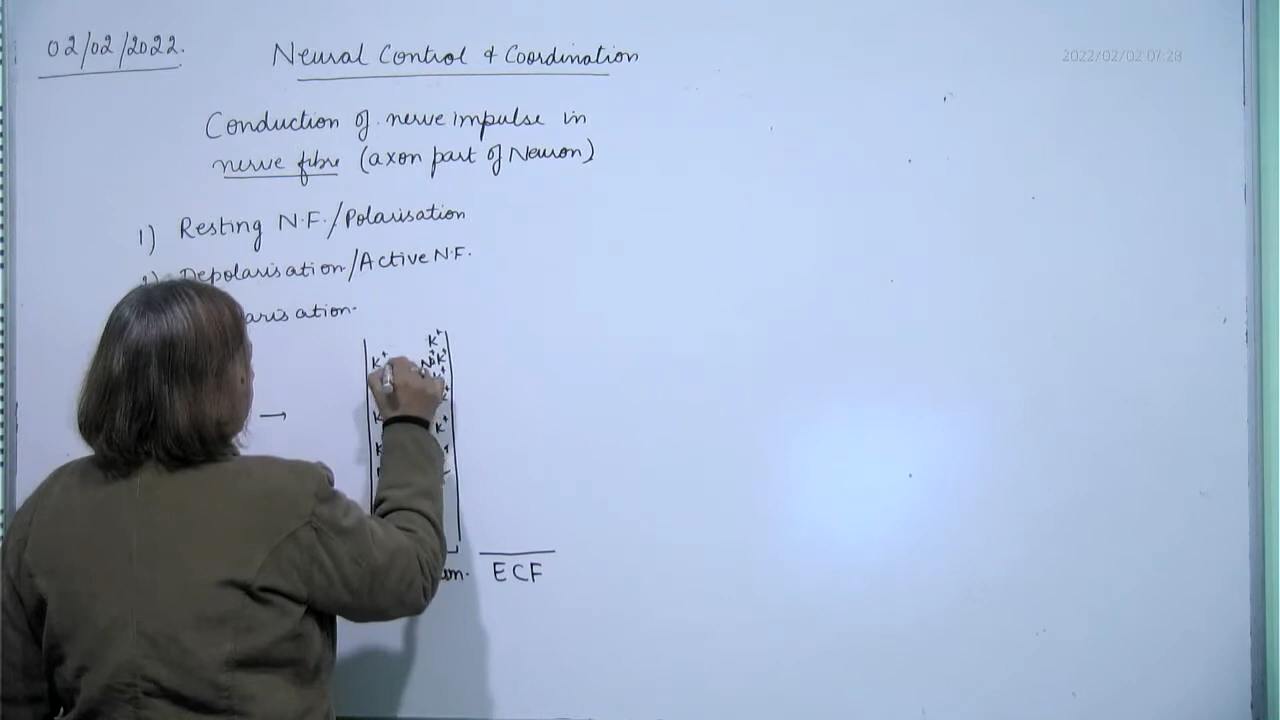 02/02/2022.
Neural Control & Coordination
2022/02/02 07:28
Conduction of nerve impulse in
nerve fibre (axon part of Neuron)
1) Resting N.F./Polarisation
Depolarisation/Active N.F.
arisation.
→
K+
K+
Na+ K+
K+
K
K
ECF